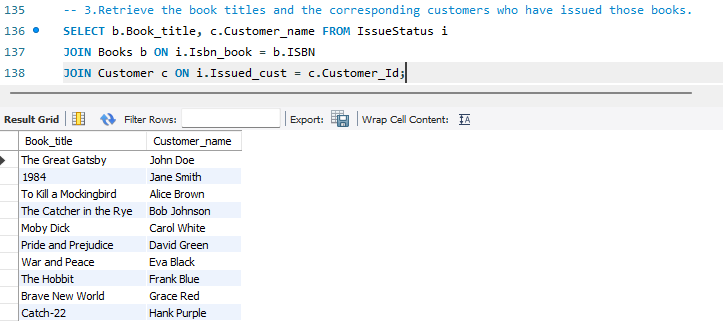 135 -- 3.Retrieve the book titles and the corresponding customers who have issued those books.
136 SELECT b.Book_title, c.Customer_name FROM IssueStatus i
137 JOIN Books b ON i.Isbn_book = b.ISBN
138 JOIN Customer c ON i.Issued_cust = c.Customer_Id;
Result Grid Filter Rows: Export: Wrap Cell Content: IA
Book_title Customer_name
The Great Gatsby John Doe
1984 Jane Smith
To Kill a Mockingbird Alice Brown
The Catcher in the Rye Bob Johnson
Moby Dick Carol White
Pride and Prejudice David Green
War and Peace Eva Black
The Hobbit Frank Blue
Brave New World Grace Red
Catch-22 Hank Purple